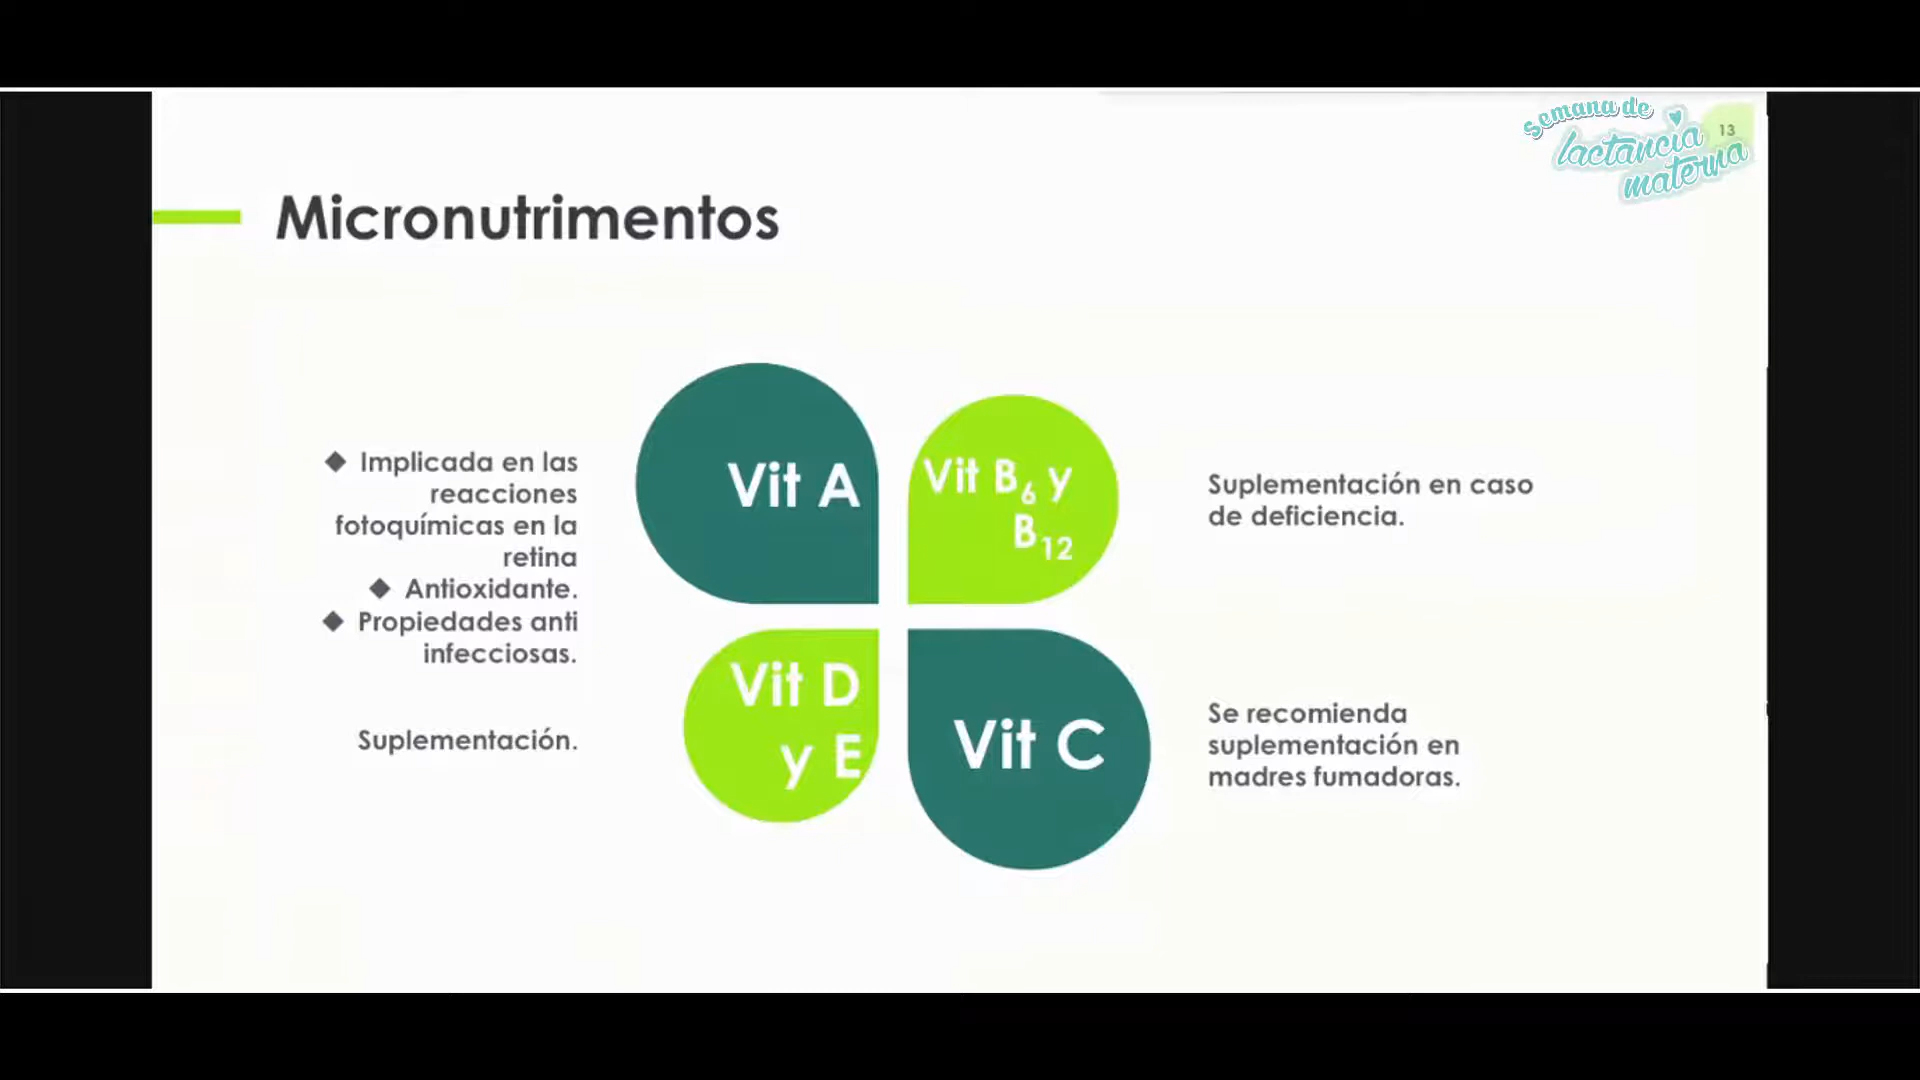 semana de
lactancia
materna
13
Micronutrimentos
◆ Implicada en las
reacciones
fotoquímicas en la
retina
◆ Antioxidante.
◆ Propiedades anti
infecciosas.
Vit A
Vit B₆ y
B₁₂
Suplementación en caso
de deficiencia.
Suplementación.
Vit D
y E
Vit C
Se recomienda
suplementación en
madres fumadoras.